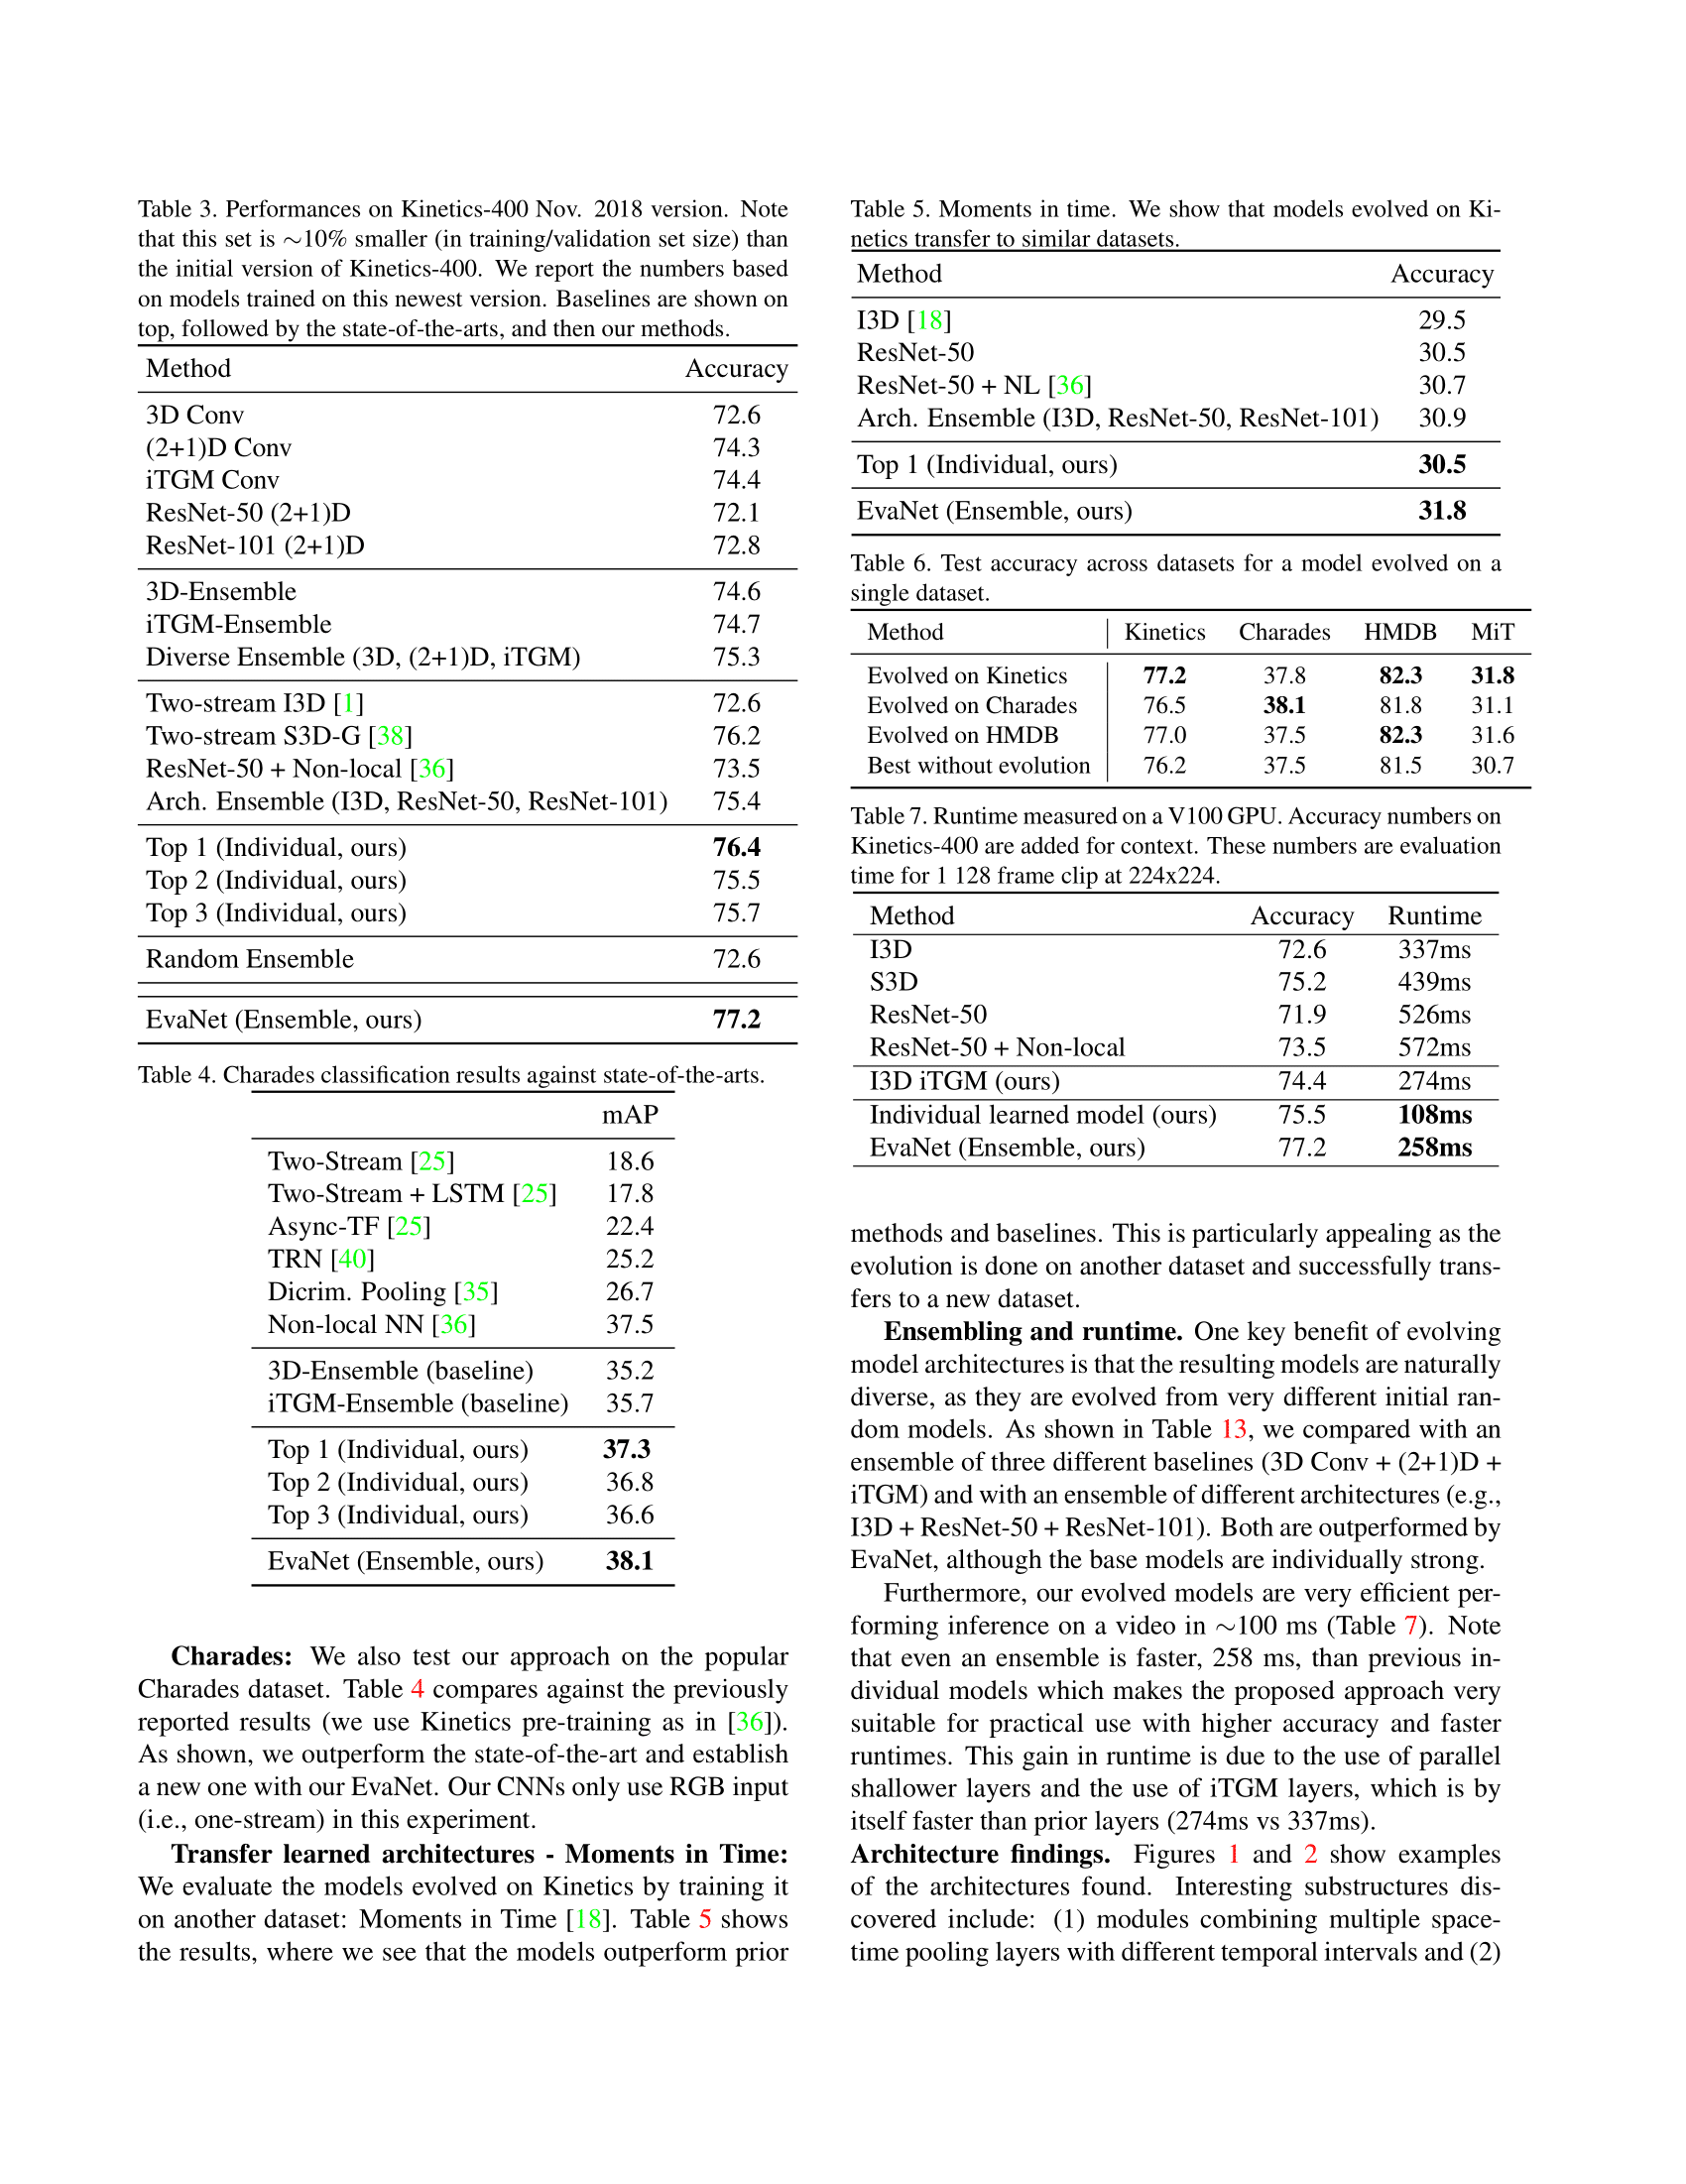 Table 3. Performances on Kinetics-400 Nov. 2018 version. Note
that this set is ∼10% smaller (in training/validation set size) than
the initial version of Kinetics-400. We report the numbers based
on models trained on this newest version. Baselines are shown on
top, followed by the state-of-the-arts, and then our methods.
Method Accuracy
3D Conv 72.6
(2+1)D Conv 74.3
iTGM Conv 74.4
ResNet-50 (2+1)D 72.1
ResNet-101 (2+1)D 72.8
3D-Ensemble 74.6
iTGM-Ensemble 74.7
Diverse Ensemble (3D, (2+1)D, iTGM) 75.3
Two-stream I3D [1] 72.6
Two-stream S3D-G [38] 76.2
ResNet-50 + Non-local [36] 73.5
Arch. Ensemble (I3D, ResNet-50, ResNet-101) 75.4
Top 1 (Individual, ours) 76.4
Top 2 (Individual, ours) 75.5
Top 3 (Individual, ours) 75.7
Random Ensemble 72.6
EvaNet (Ensemble, ours) 77.2
Table 4. Charades classification results against state-of-the-arts.
mAP
Two-Stream [25] 18.6
Two-Stream + LSTM [25] 17.8
Async-TF [25] 22.4
TRN [40] 25.2
Dicrim. Pooling [35] 26.7
Non-local NN [36] 37.5
3D-Ensemble (baseline) 35.2
iTGM-Ensemble (baseline) 35.7
Top 1 (Individual, ours) 37.3
Top 2 (Individual, ours) 36.8
Top 3 (Individual, ours) 36.6
EvaNet (Ensemble, ours) 38.1
Charades: We also test our approach on the popular
Charades dataset. Table 4 compares against the previously
reported results (we use Kinetics pre-training as in [36]).
As shown, we outperform the state-of-the-art and establish
a new one with our EvaNet. Our CNNs only use RGB input
(i.e., one-stream) in this experiment.
Transfer learned architectures - Moments in Time:
We evaluate the models evolved on Kinetics by training it
on another dataset: Moments in Time [18]. Table 5 shows
the results, where we see that the models outperform prior
Table 5. Moments in time. We show that models evolved on Ki-
netics transfer to similar datasets.
Method Accuracy
I3D [18] 29.5
ResNet-50 30.5
ResNet-50 + NL [36] 30.7
Arch. Ensemble (I3D, ResNet-50, ResNet-101) 30.9
Top 1 (Individual, ours) 30.5
EvaNet (Ensemble, ours) 31.8
Table 6. Test accuracy across datasets for a model evolved on a
single dataset.
Method Kinetics Charades HMDB MiT
Evolved on Kinetics 77.2 37.8 82.3 31.8
Evolved on Charades 76.5 38.1 81.8 31.1
Evolved on HMDB 77.0 37.5 82.3 31.6
Best without evolution 76.2 37.5 81.5 30.7
Table 7. Runtime measured on a V100 GPU. Accuracy numbers on
Kinetics-400 are added for context. These numbers are evaluation
time for 1 128 frame clip at 224x224.
Method Accuracy Runtime
I3D 72.6 337ms
S3D 75.2 439ms
ResNet-50 71.9 526ms
ResNet-50 + Non-local 73.5 572ms
I3D iTGM (ours) 74.4 274ms
Individual learned model (ours) 75.5 108ms
EvaNet (Ensemble, ours) 77.2 258ms
methods and baselines. This is particularly appealing as the
evolution is done on another dataset and successfully trans-
fers to a new dataset.
Ensembling and runtime. One key benefit of evolving
model architectures is that the resulting models are naturally
diverse, as they are evolved from very different initial ran-
dom models. As shown in Table 13, we compared with an
ensemble of three different baselines (3D Conv + (2+1)D +
iTGM) and with an ensemble of different architectures (e.g.,
I3D + ResNet-50 + ResNet-101). Both are outperformed by
EvaNet, although the base models are individually strong.
Furthermore, our evolved models are very efficient per-
forming inference on a video in ∼100 ms (Table 7). Note
that even an ensemble is faster, 258 ms, than previous in-
dividual models which makes the proposed approach very
suitable for practical use with higher accuracy and faster
runtimes. This gain in runtime is due to the use of parallel
shallower layers and the use of iTGM layers, which is by
itself faster than prior layers (274ms vs 337ms).
Architecture findings. Figures 1 and 2 show examples
of the architectures found. Interesting substructures dis-
covered include: (1) modules combining multiple space-
time pooling layers with different temporal intervals and (2)